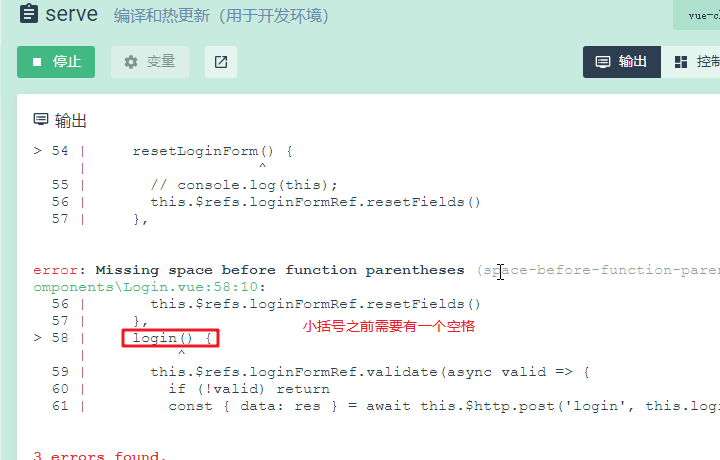 serve 编译和热更新（用于开发环境）
停止 变量 输出
输出
> 54 |     resetLoginForm() {
     |                   ^
  55 |       // console.log(this);
  56 |       this.$refs.loginFormRef.resetFields()
  57 |     },
error: Missing space before function parentheses (space-before-function-paren
omponents\Login.vue:58:10:
  56 |       this.$refs.loginFormRef.resetFields()
  57 |     },
小括号之前需要有一个空格
> 58 |     login() {
     |          ^
  59 |       this.$refs.loginFormRef.validate(async valid => {
  60 |         if (!valid) return
  61 |         const { data: res } = await this.$http.post('login', this.log
3 errors found.